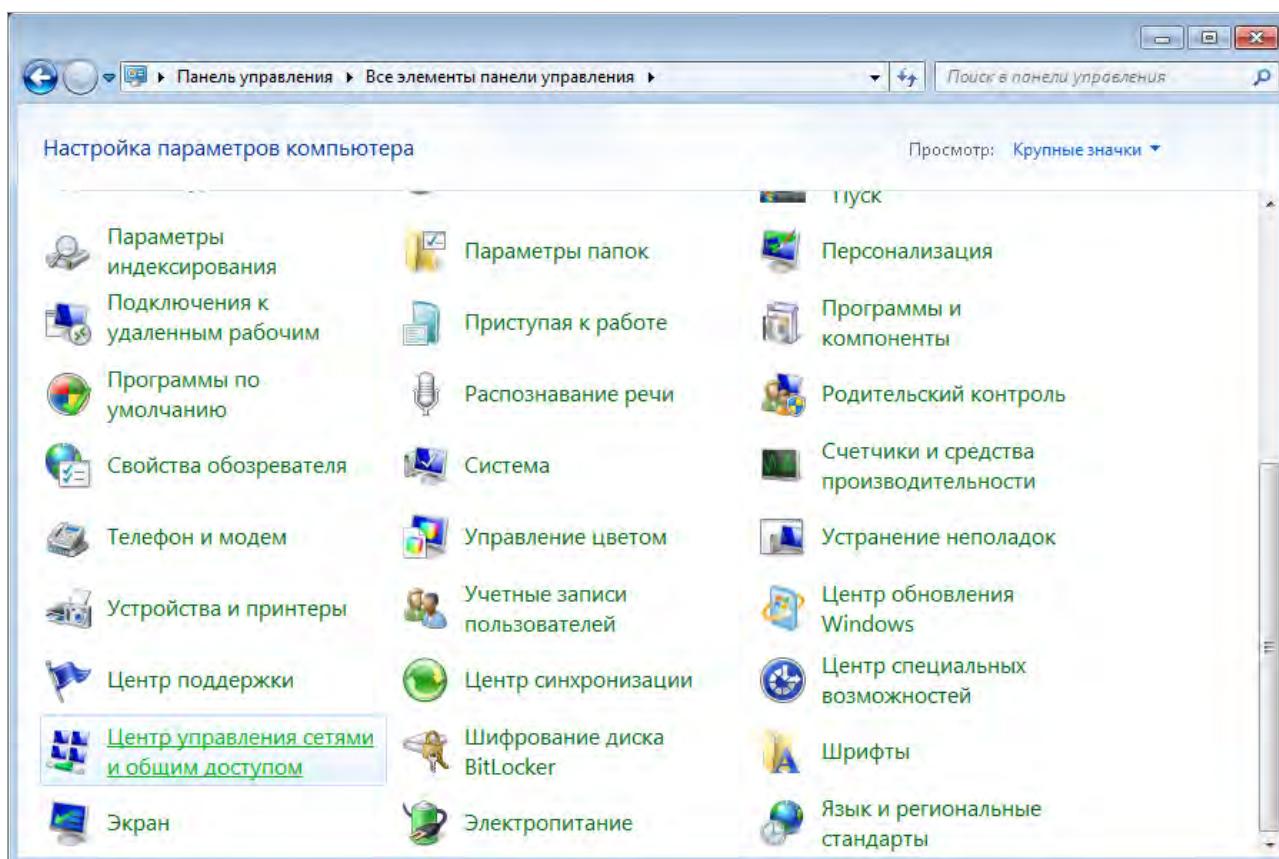 Панель управления ▸ Все элементы панели управления ▸
Поиск в панели управления
Настройка параметров компьютера
Просмотр: Крупные значки
Пуск
Параметры
индексирования
Параметры папок
Персонализация
Подключения к
удаленным рабочим
Приступая к работе
Программы и
компоненты
Программы по
умолчанию
Распознавание речи
Родительский контроль
Свойства обозревателя
Система
Счетчики и средства
производительности
Телефон и модем
Управление цветом
Устранение неполадок
Устройства и принтеры
Учетные записи
пользователей
Центр обновления
Windows
Центр поддержки
Центр синхронизации
Центр специальных
возможностей
Центр управления сетями
и общим доступом
Шифрование диска
BitLocker
Шрифты
Экран
Электропитание
Язык и региональные
стандарты